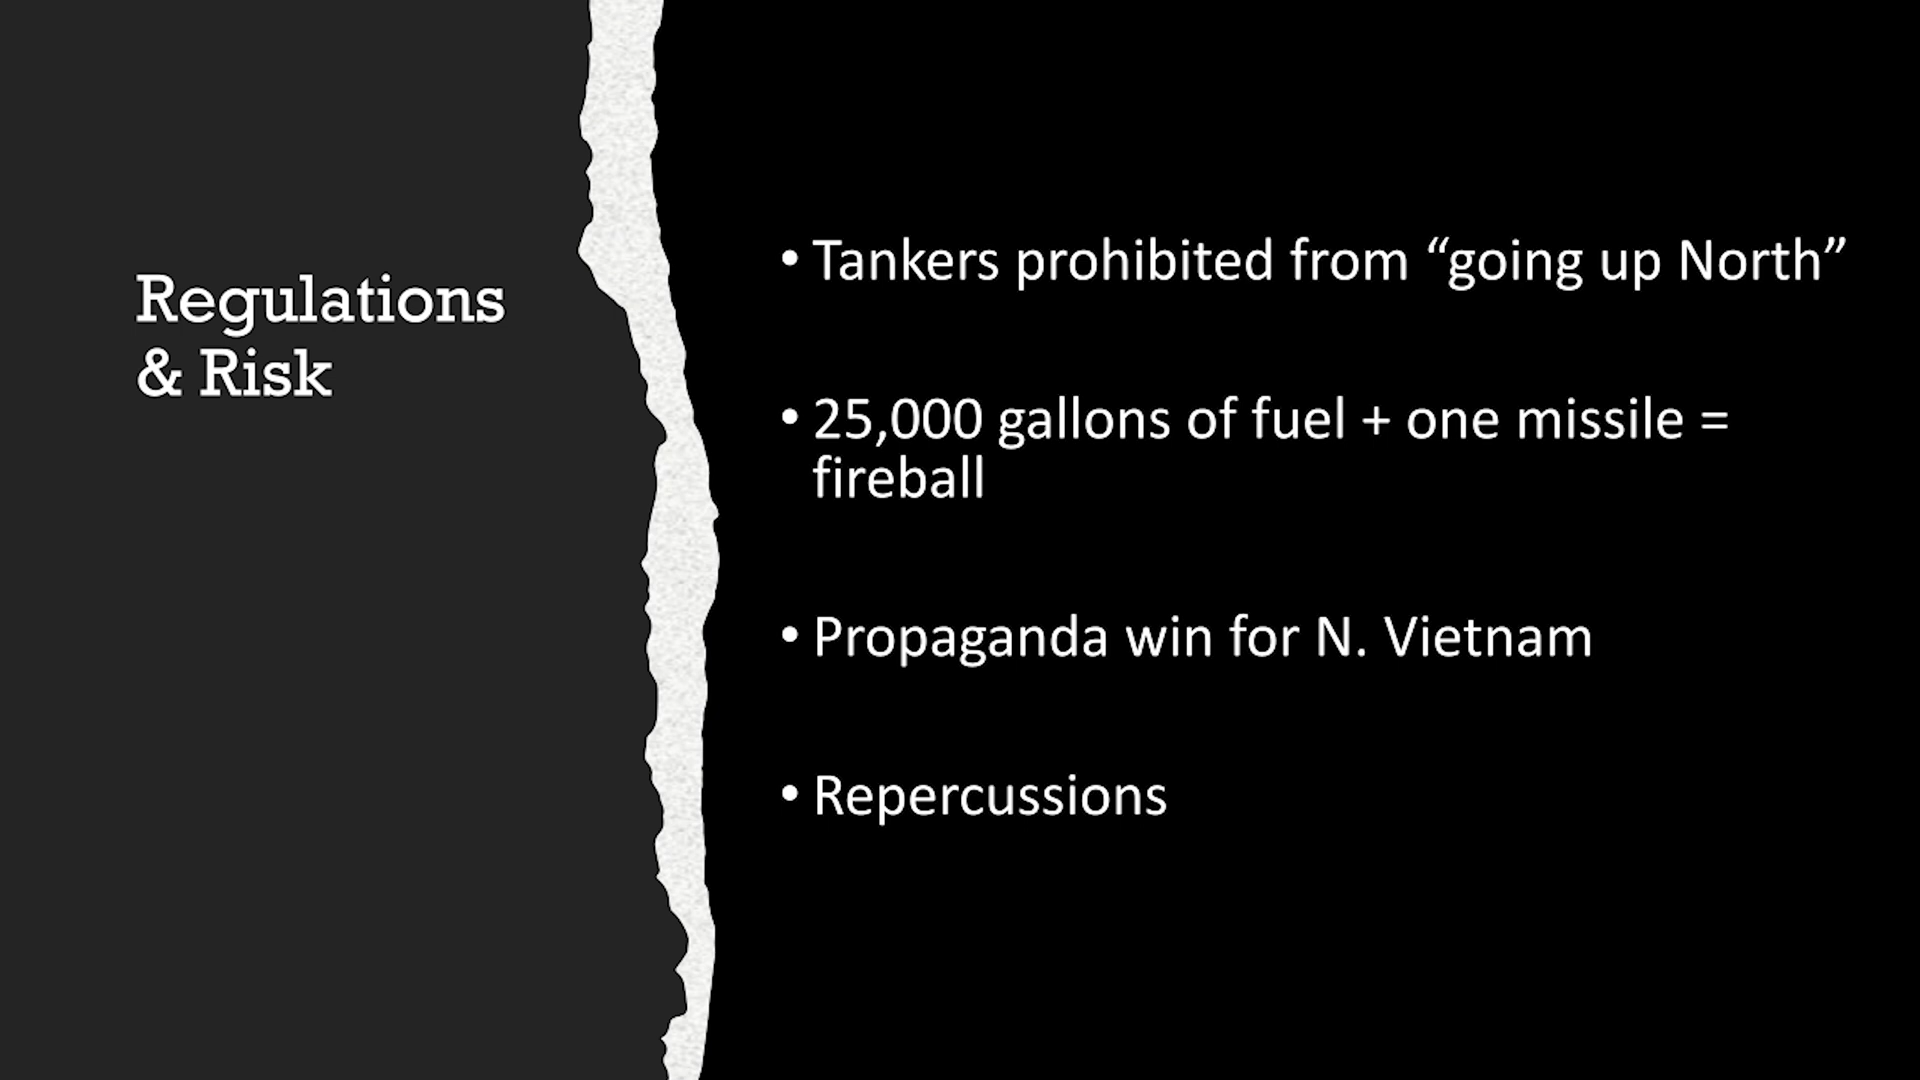 Regulations
& Risk
• Tankers prohibited from “going up North”
• 25,000 gallons of fuel + one missile =
fireball
• Propaganda win for N. Vietnam
• Repercussions